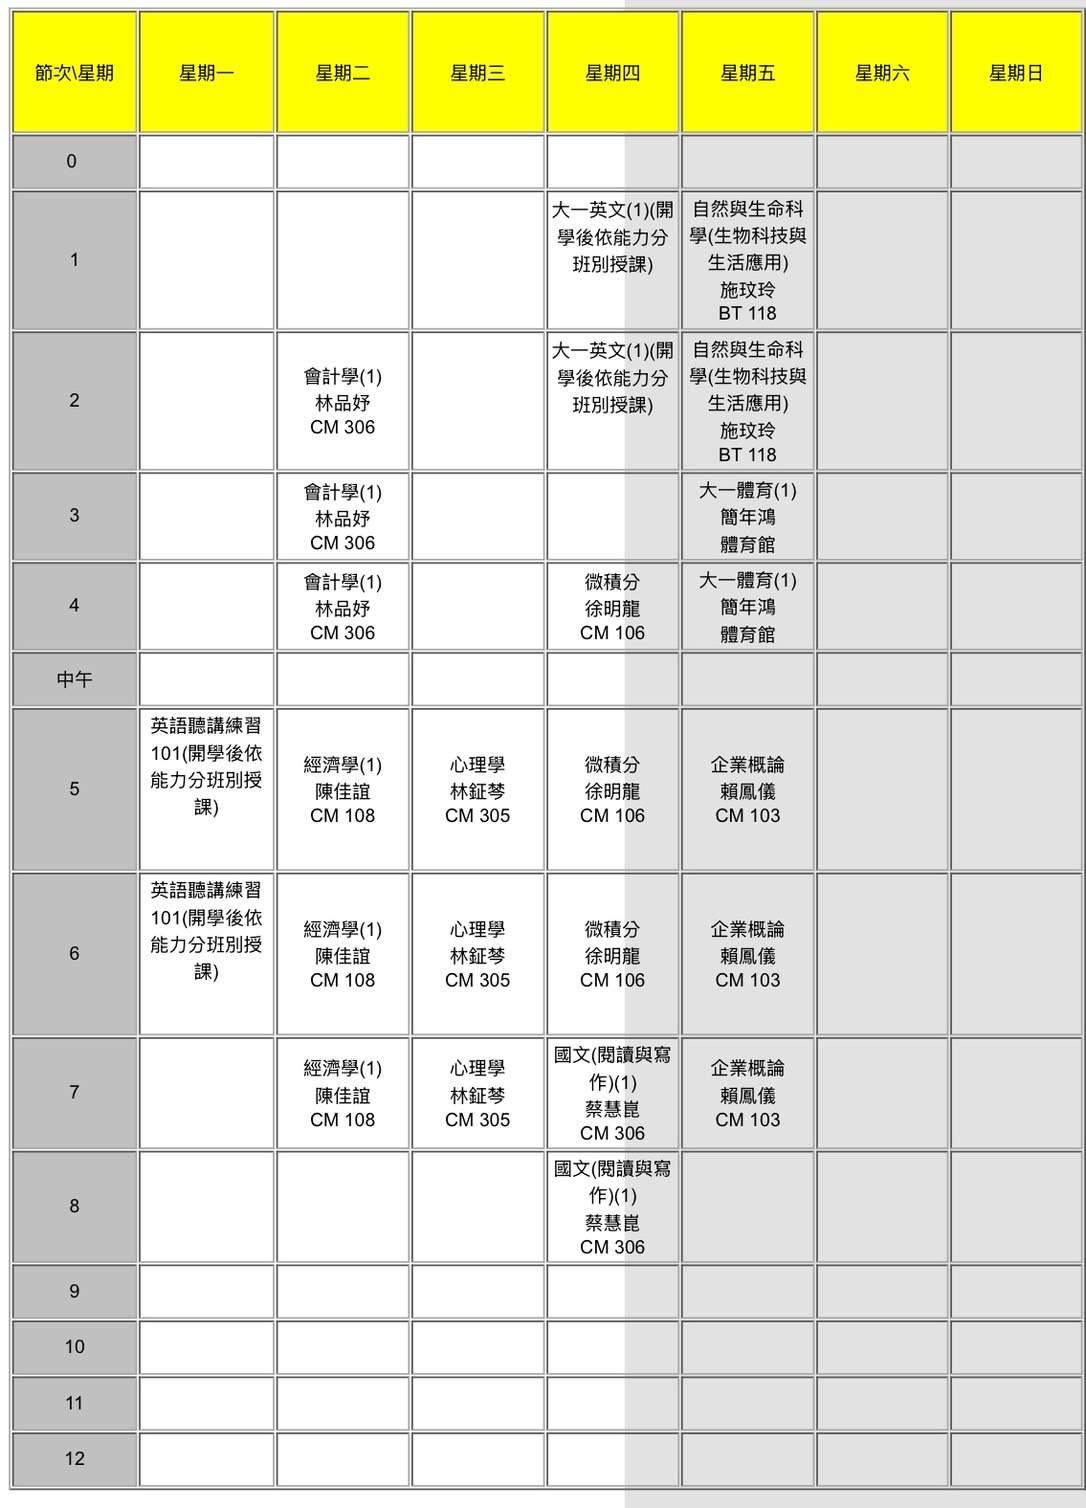 節次\星期 星期一 星期二 星期三 星期四 星期五 星期六 星期日
0
1
大一英文(1)(開
學後依能力分
班別授課)
自然與生命科
學(生物科技與
生活應用)
施玟玲
BT 118
2
會計學(1)
林品妤
CM 306
大一英文(1)(開
學後依能力分
班別授課)
自然與生命科
學(生物科技與
生活應用)
施玟玲
BT 118
3
會計學(1)
林品妤
CM 306
大一體育(1)
簡年鴻
體育館
4
會計學(1)
林品妤
CM 306
微積分
徐明龍
CM 106
大一體育(1)
簡年鴻
體育館
中午
5
英語聽講練習
101(開學後依
能力分班別授
課)
經濟學(1)
陳佳誼
CM 108
心理學
林鉦棽
CM 305
微積分
徐明龍
CM 106
企業概論
賴鳳儀
CM 103
6
英語聽講練習
101(開學後依
能力分班別授
課)
經濟學(1)
陳佳誼
CM 108
心理學
林鉦棽
CM 305
微積分
徐明龍
CM 106
企業概論
賴鳳儀
CM 103
7
經濟學(1)
陳佳誼
CM 108
心理學
林鉦棽
CM 305
國文(閱讀與寫
作)(1)
蔡慧崑
CM 306
企業概論
賴鳳儀
CM 103
8
國文(閱讀與寫
作)(1)
蔡慧崑
CM 306
9
10
11
12